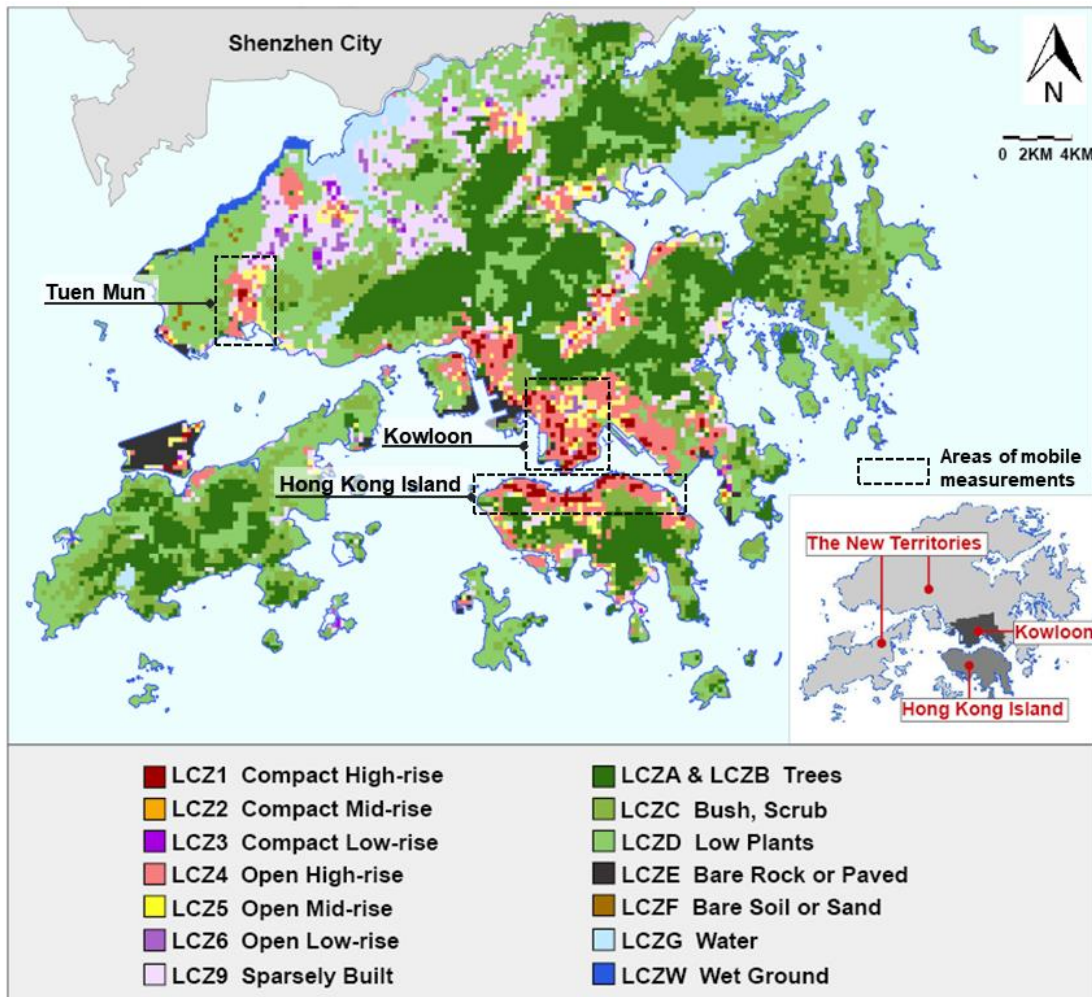 Shenzhen City
N
0 2KM 4KM
Tuen Mun
Kowloon
Hong Kong Island
Areas of mobile
measurements
The New Territories
Kowloon
Hong Kong Island
LCZ1 Compact High-rise
LCZ2 Compact Mid-rise
LCZ3 Compact Low-rise
LCZ4 Open High-rise
LCZ5 Open Mid-rise
LCZ6 Open Low-rise
LCZ9 Sparsely Built
LCZA & LCZB Trees
LCZC Bush, Scrub
LCZD Low Plants
LCZE Bare Rock or Paved
LCZF Bare Soil or Sand
LCZG Water
LCZW Wet Ground